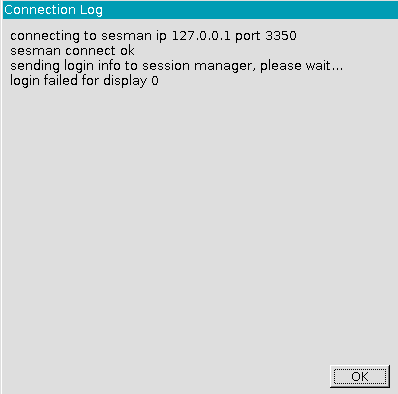 Connection Log
connecting to sesman ip 127.0.0.1 port 3350
sesman connect ok
sending login info to session manager, please wait...
login failed for display 0
OK